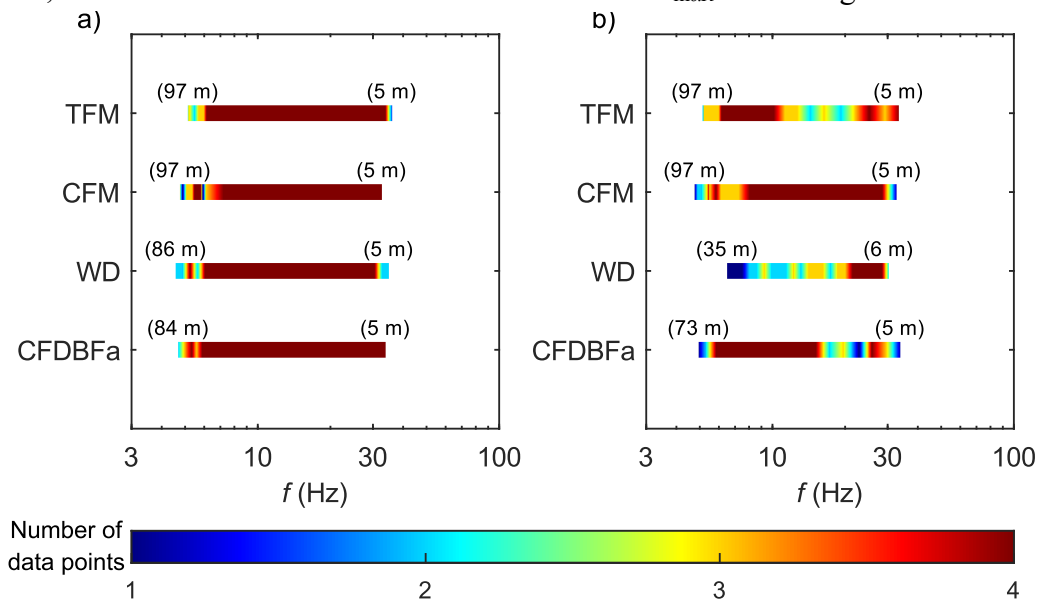 a)
b)
(97 m) (5 m)
TFM
(97 m) (5 m)
CFM
(86 m) (5 m)
WD
(84 m) (5 m)
CFDBFa
3 10 30 100
f (Hz)
(97 m) (5 m)
TFM
(97 m) (5 m)
CFM
(35 m) (6 m)
WD
(73 m) (5 m)
CFDBFa
3 10 30 100
f (Hz)
Number of
data points
1 2 3 4